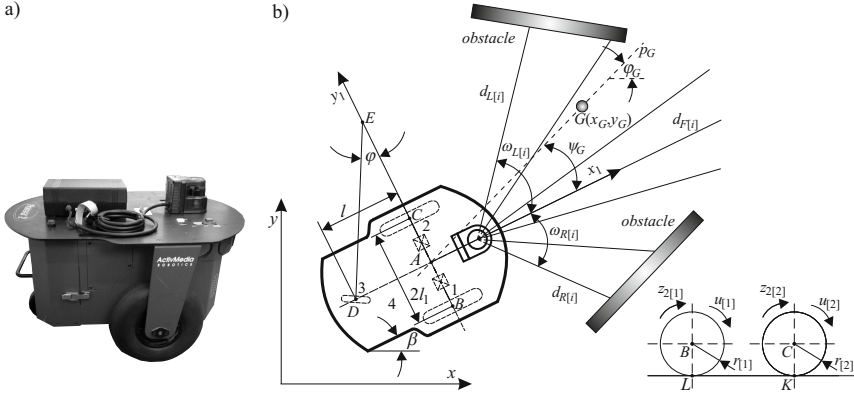 a)
ActivMedia
ROBOTICS
b)
obstacle
p_G
φ_G
y_1
E
d_L[i]
G(x_G,y_G)
d_F[i]
φ
ω_L[i]
ψ_G
x_1
l
y
C
2
obstacle
A
ω_R[i]
3
1
D
4
2l_1
B
d_R[i]
β
x
z_2[1]
u_[1]
z_2[2]
u_[2]
B
r_[1]
C
r_[2]
L
K